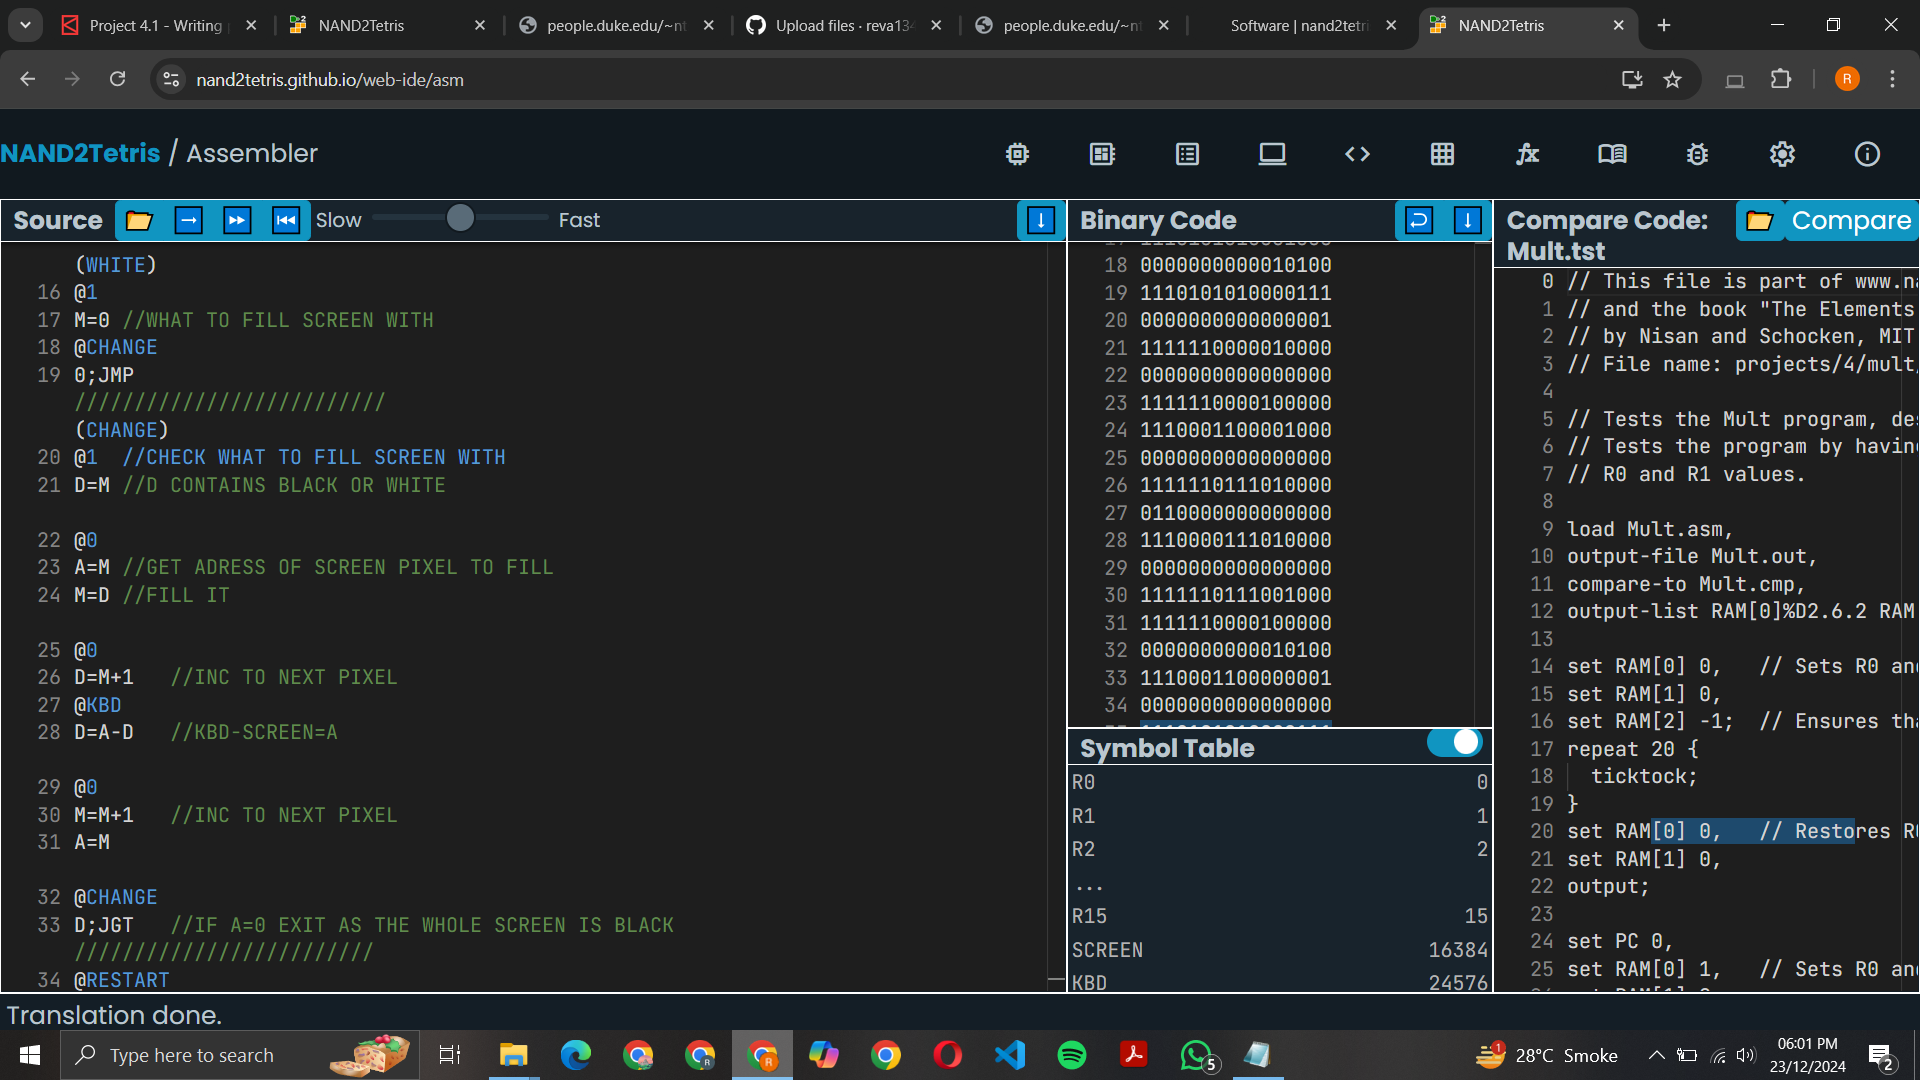 Project 4.1 - Writing
NAND2Tetris
people.duke.edu/~nt
Upload files · reva134
people.duke.edu/~nt
Software | nand2tetri
NAND2Tetris
nand2tetris.github.io/web-ide/asm
R
NAND2Tetris / Assembler
Source
Slow
Fast
(WHITE)
16 @1
17 M=0 //WHAT TO FILL SCREEN WITH
18 @CHANGE
19 0;JMP
//////////////////////////
(CHANGE)
20 @1 //CHECK WHAT TO FILL SCREEN WITH
21 D=M //D CONTAINS BLACK OR WHITE
22 @0
23 A=M //GET ADRESS OF SCREEN PIXEL TO FILL
24 M=D //FILL IT
25 @0
26 D=M+1 //INC TO NEXT PIXEL
27 @KBD
28 D=A-D //KBD-SCREEN=A
29 @0
30 M=M+1 //INC TO NEXT PIXEL
31 A=M
32 @CHANGE
33 D;JGT //IF A=0 EXIT AS THE WHOLE SCREEN IS BLACK
/////////////////////////
34 @RESTART
Binary Code
18 0000000000010100
19 1110101010000111
20 0000000000000001
21 1111110000010000
22 0000000000000000
23 1111110000100000
24 1110001100001000
25 0000000000000000
26 1111110111010000
27 0110000000000000
28 1110000111010000
29 0000000000000000
30 1111110111001000
31 1111110000100000
32 0000000000010100
33 1110001100000001
34 0000000000000000
Symbol Table
R0 0
R1 1
R2 2
...
R15 15
SCREEN 16384
KBD 24576
Compare Code:
Mult.tst
Compare
0 // This file is part of www.na
1 // and the book "The Elements
2 // by Nisan and Schocken, MIT
3 // File name: projects/4/mult/
4
5 // Tests the Mult program, des
6 // Tests the program by having
7 // R0 and R1 values.
8
9 load Mult.asm,
10 output-file Mult.out,
11 compare-to Mult.cmp,
12 output-list RAM[0]%D2.6.2 RAM
13
14 set RAM[0] 0, // Sets R0 and
15 set RAM[1] 0,
16 set RAM[2] -1; // Ensures tha
17 repeat 20 {
18 ticktock;
19 }
20 set RAM[0] 0, // Restores R0
21 set RAM[1] 0,
22 output;
23
24 set PC 0,
25 set RAM[0] 1, // Sets R0 and
Translation done.
Type here to search
5
1
28°C Smoke
06:01 PM
23/12/2024
2